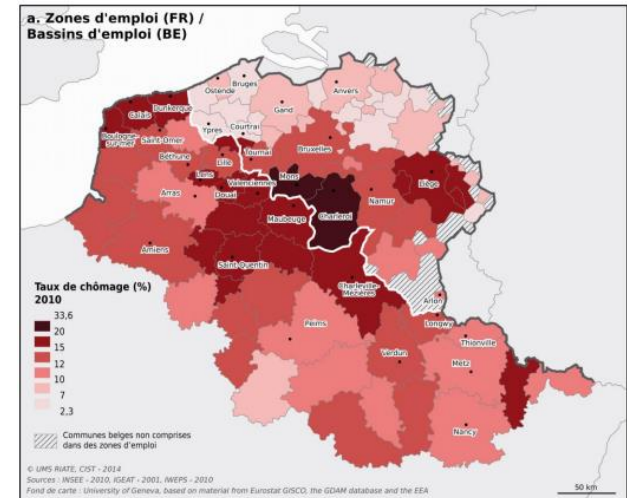 a. Zones d'emploi (FR) /
Bassins d'emploi (BE)
Bruges
Ostende
Anvers
Dunkerque
Gand
Calais
Ypres
Courtrai
Boulogne-
sur-mer
Saint-Omer
Bruxelles
Tournai
Lille
Béthune
Liège
Lens
Mons
Valenciennes
Namur
Arras
Douai
Charleroi
Maubeuge
Amiens
Saint-Quentin
Charleville-
Mézières
Arlon
Longwy
Taux de chômage (%)
2010
33,6
20
15
12
10
7
2,3
Reims
Thionville
Verdun
Metz
Nancy
Communes belges non comprises
dans des zones d'emploi
© UMS RIATE, CIST - 2014
Sources : INSEE - 2010, IGEAT - 2001, IWEPS - 2010
Fond de carte : University of Geneva, based on material from Eurostat GISCO, the GDAM database and the EEA
50 km